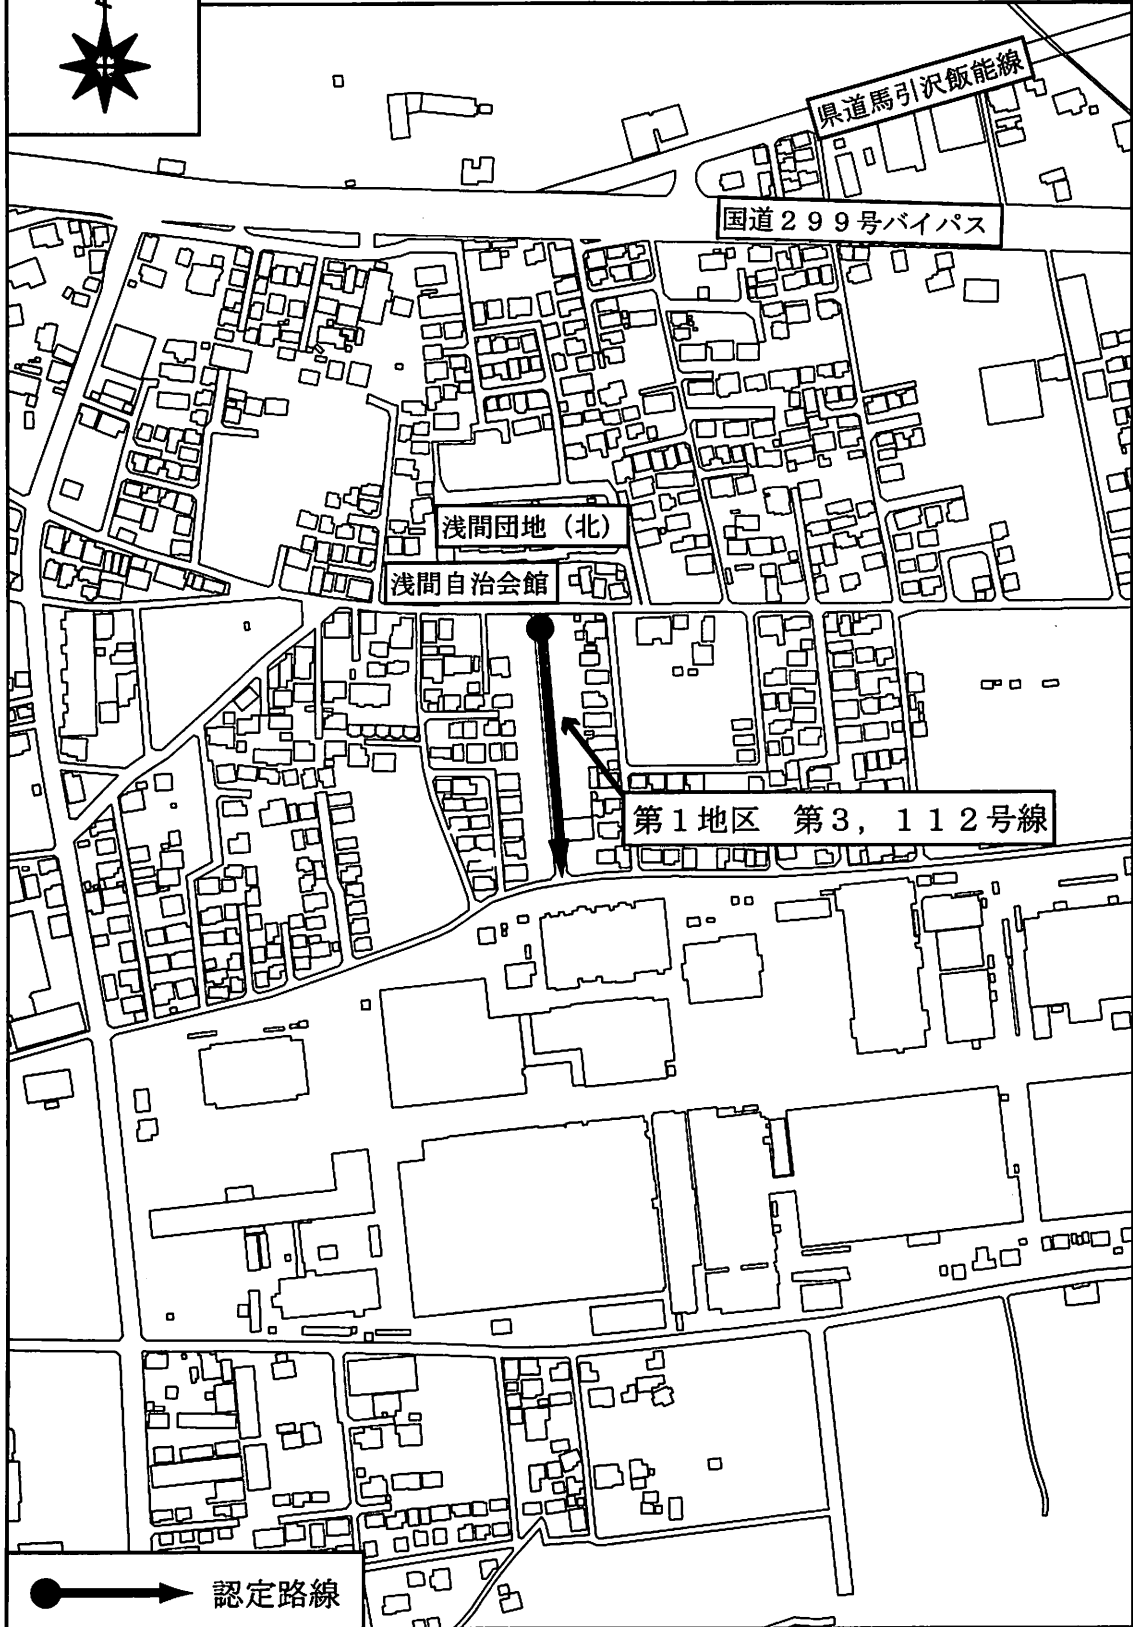 県道馬引沢飯能線
国道299号バイパス
浅間団地（北）
浅間自治会館
第１地区　第３，１１２号線
認定路線